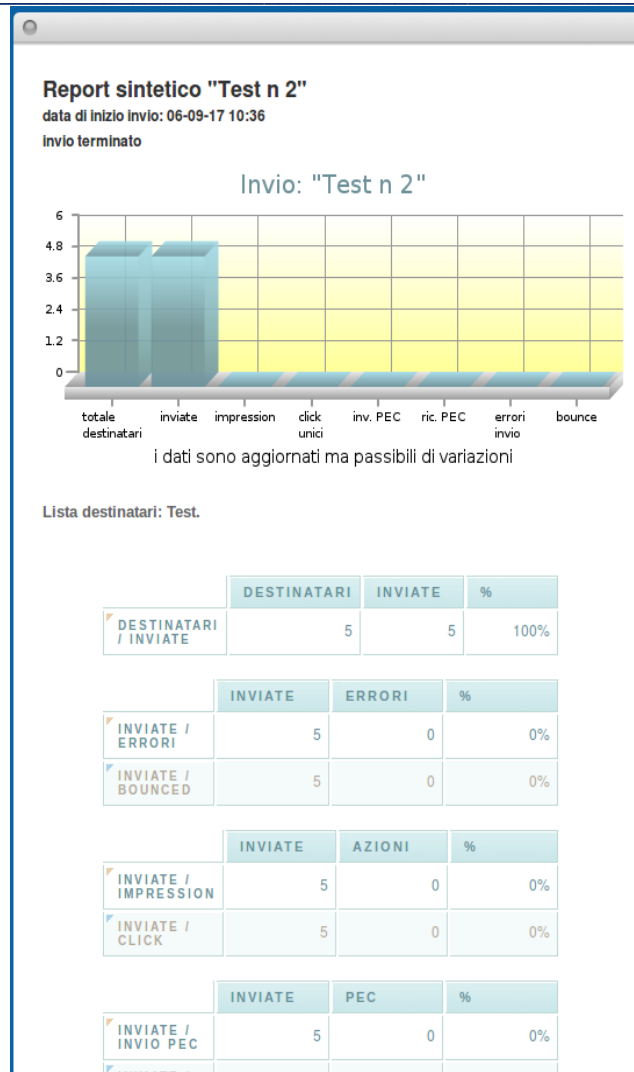 Report sintetico "Test n 2"
data di inizio invio: 06-09-17 10:36
invio terminato
Invio: "Test n 2"
6
4.8
3.6
2.4
1.2
0
totale destinatari inviate impression click unici inv. PEC ric. PEC errori invio bounce
i dati sono aggiornati ma passibili di variazioni
Lista destinatari: Test.
DESTINATARI INVIATE %
DESTINATARI / INVIATE 5 5 100%
INVIATE ERRORI %
INVIATE / ERRORI 5 0 0%
INVIATE / BOUNCED 5 0 0%
INVIATE AZIONI %
INVIATE / IMPRESSION 5 0 0%
INVIATE / CLICK 5 0 0%
INVIATE PEC %
INVIATE / INVIO PEC 5 0 0%